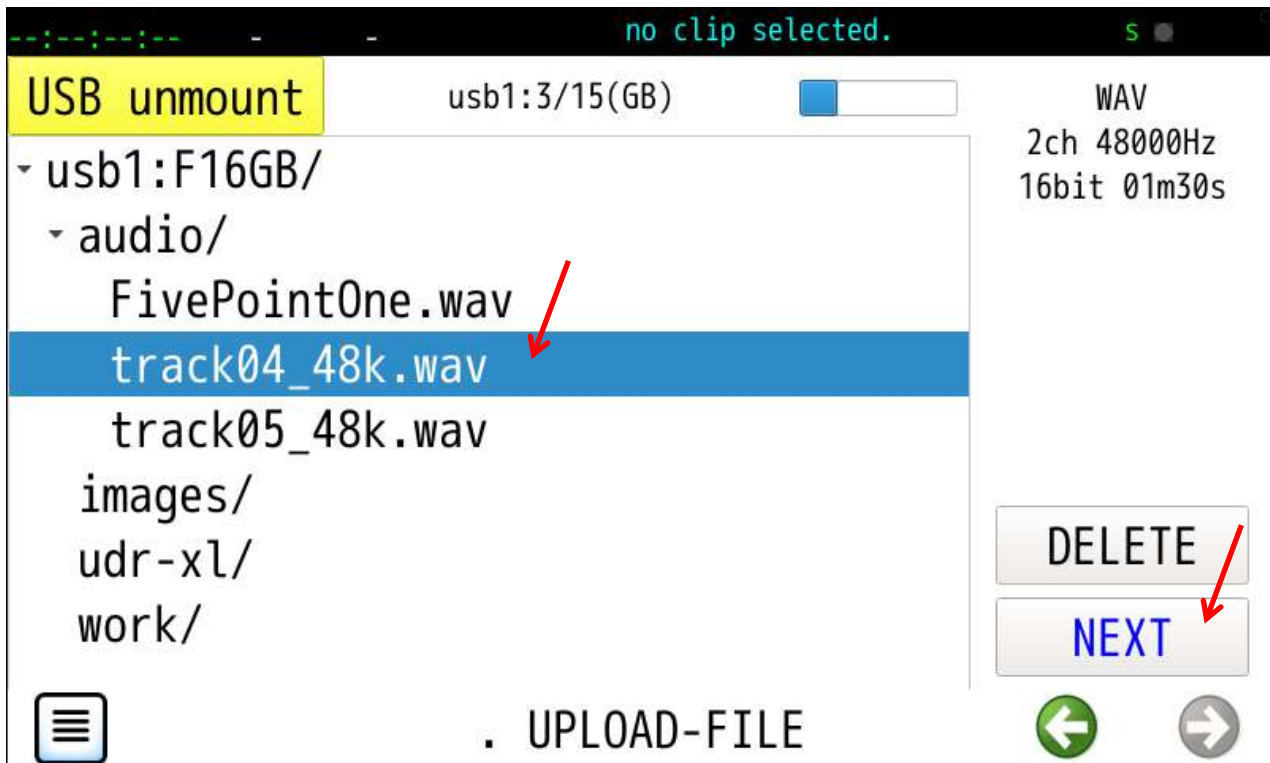 --:--:--:-- - - no clip selected. S
USB unmount usb1:3/15(GB)
WAV
2ch 48000Hz
16bit 01m30s
usb1:F16GB/
audio/
FivePointOne.wav
track04_48k.wav
track05_48k.wav
images/
udr-xl/
work/
DELETE
NEXT
. UPLOAD-FILE